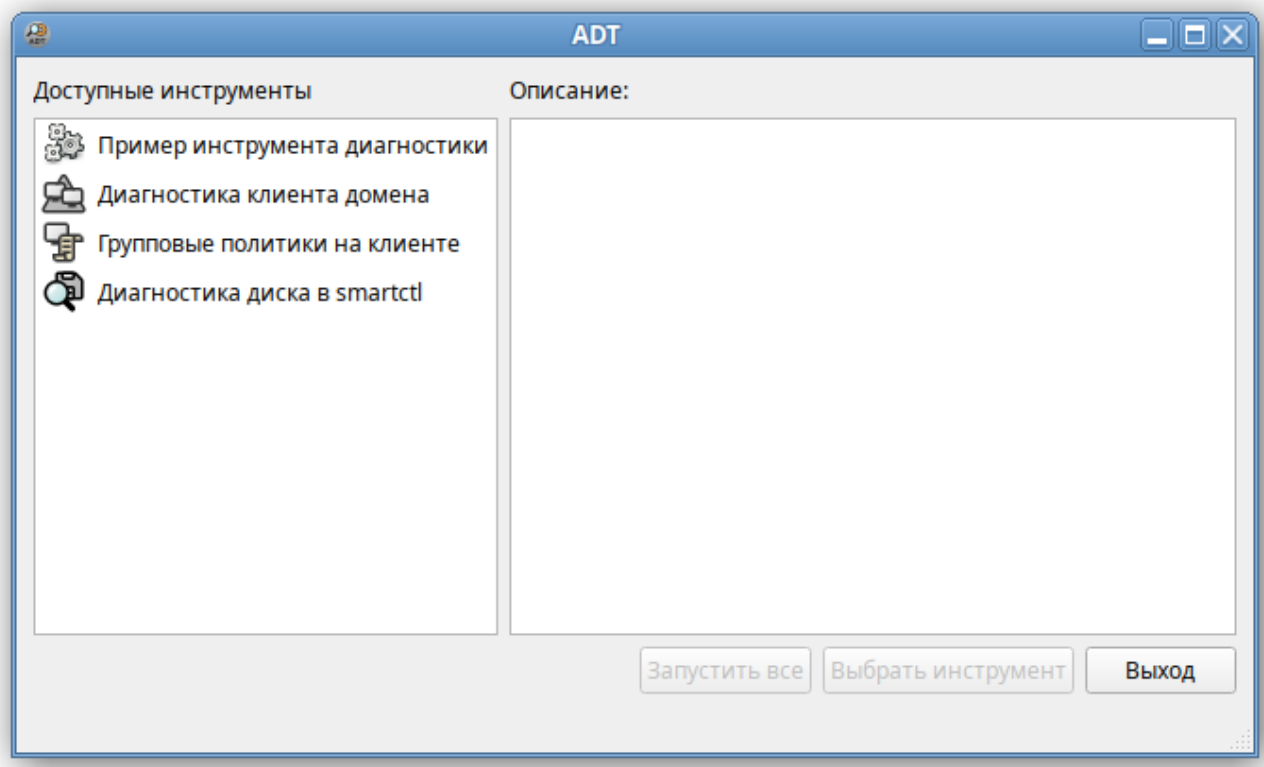 ADT
Доступные инструменты
Описание:
Пример инструмента диагностики
Диагностика клиента домена
Групповые политики на клиенте
Диагностика диска в smartctl
Запустить все
Выбрать инструмент
Выход